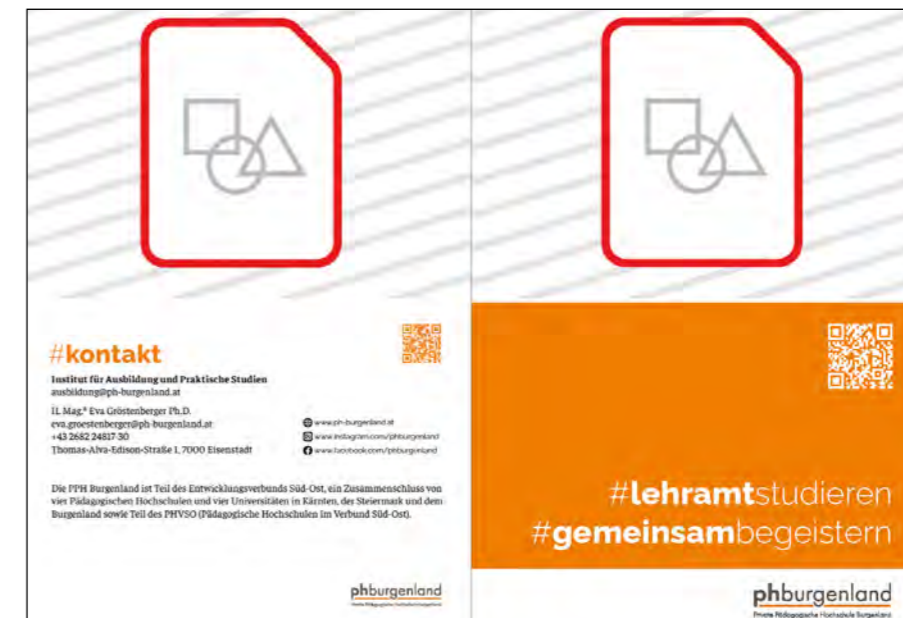 #kontakt
Institut für Ausbildung und Praktische Studien
ausbildung@ph-burgenland.at
IL Mag.ª Eva Gröstenberger Ph.D.
eva.groestenberger@ph-burgenland.at
+43 2682 24817-30
Thomas-Alva-Edison-Straße 1, 7000 Eisenstadt
www.ph-burgenland.at
www.instagram.com/phburgenland
www.facebook.com/phburgenland
Die PPH Burgenland ist Teil des Entwicklungsverbunds Süd-Ost, ein Zusammenschluss von
vier Pädagogischen Hochschulen und vier Universitäten in Kärnten, der Steiermark und dem
Burgenland sowie Teil des PHVSO (Pädagogische Hochschulen im Verbund Süd-Ost).
phburgenland
Private Pädagogische Hochschule Burgenland
#lehramtstudieren
#gemeinsambegeistern
phburgenland
Private Pädagogische Hochschule Burgenland